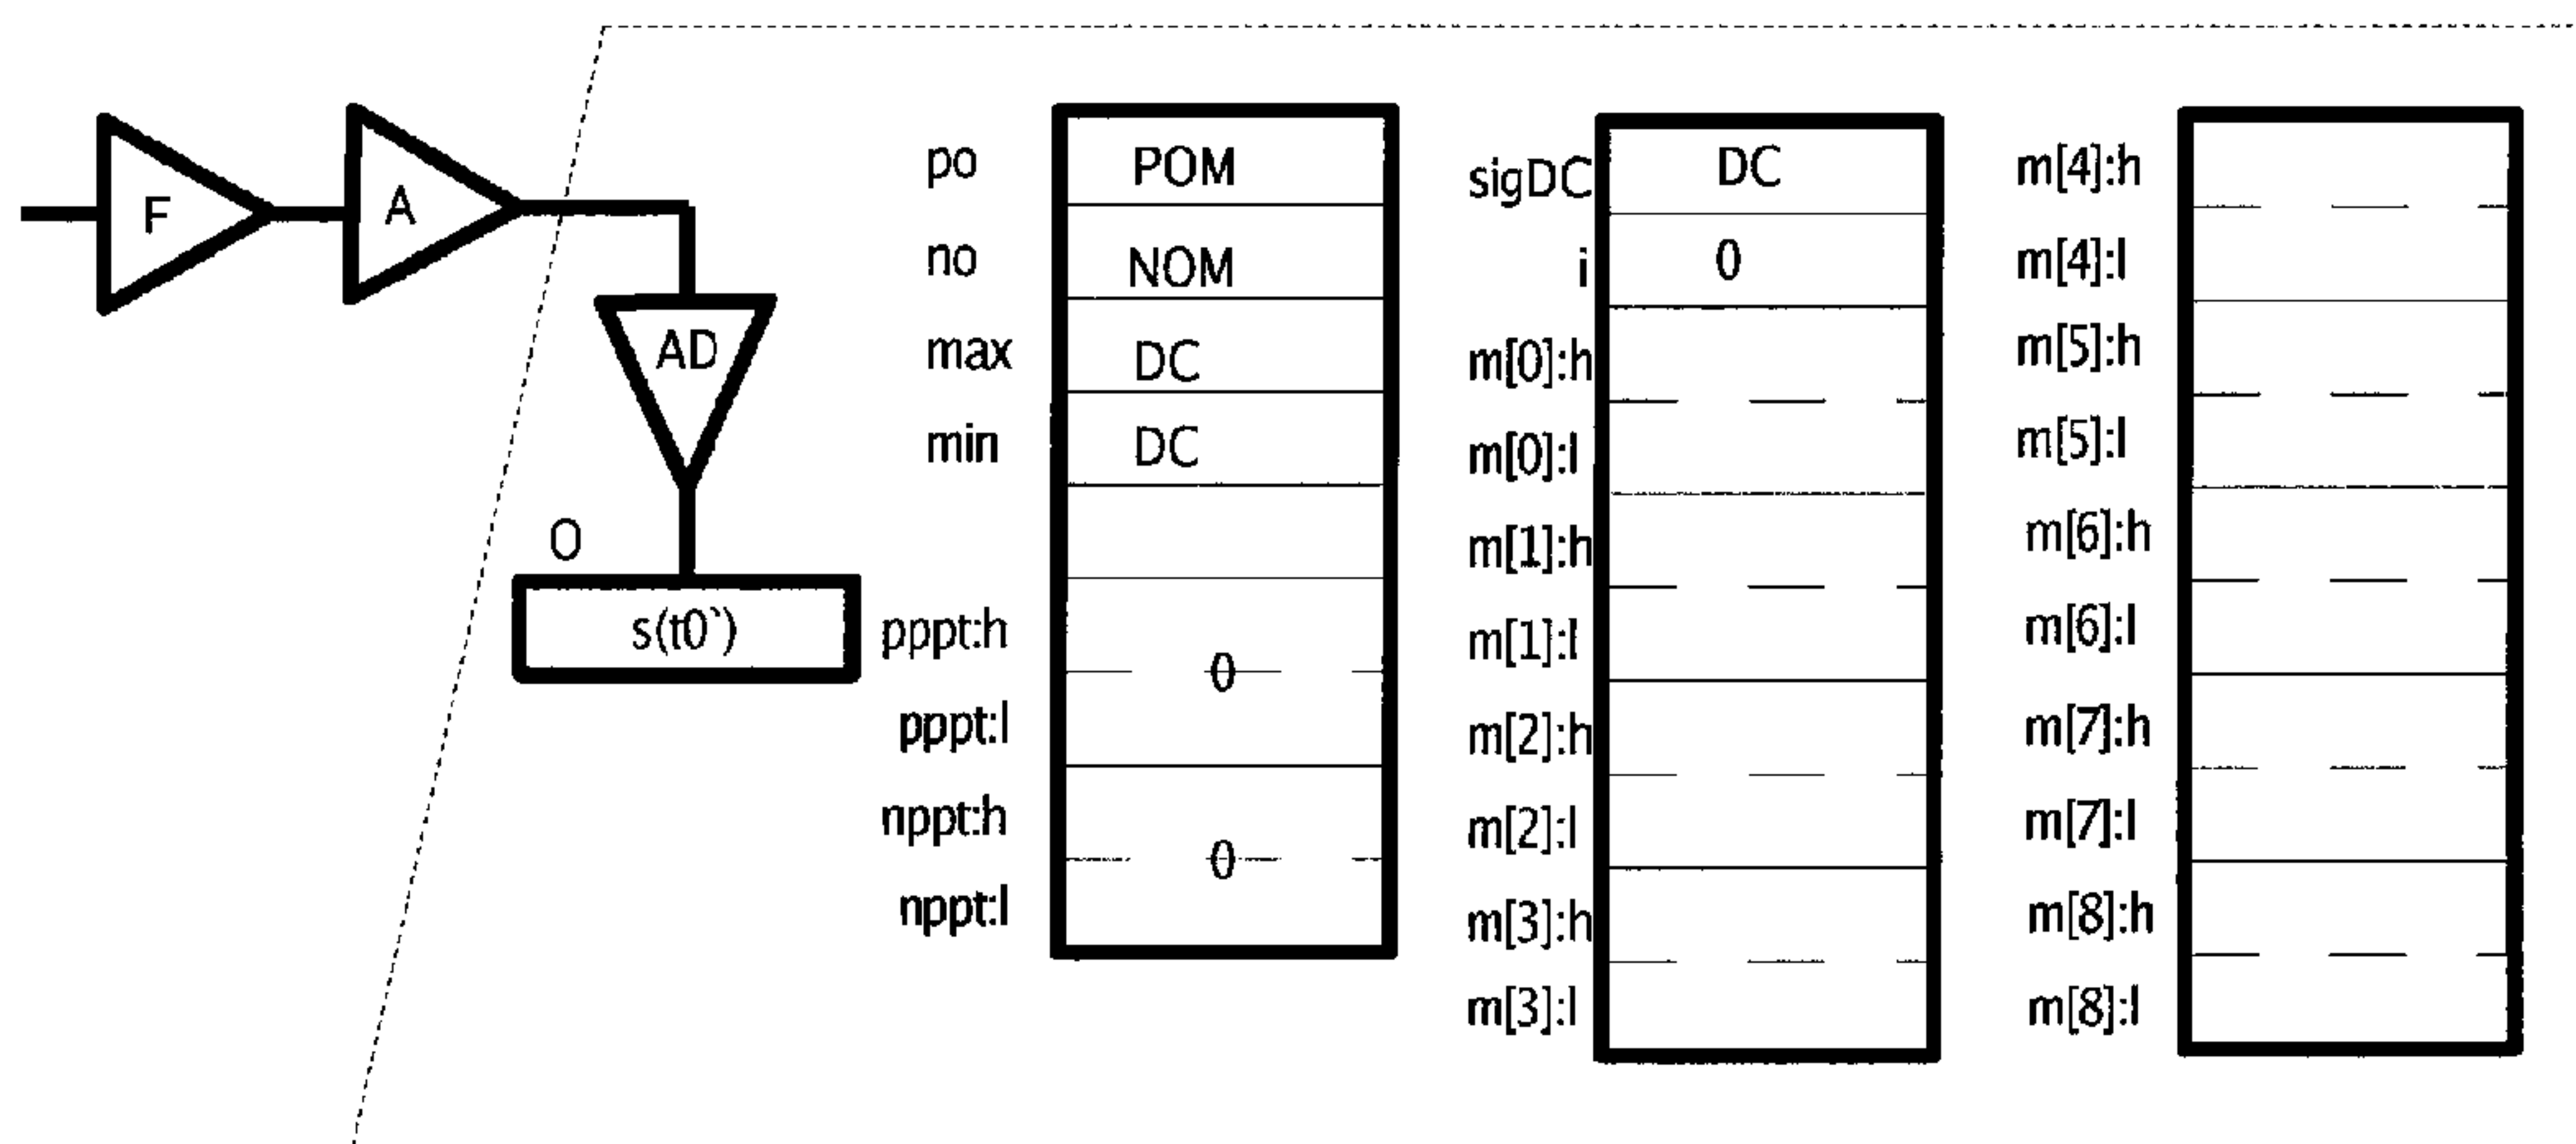 F
A
AD
O
s(t0`)
po POM
no NOM
max DC
min DC
pppt:h
0
pppt:l
nppt:h
0
nppt:l
sigDC DC
i 0
m[0]:h
m[0]:l
m[1]:h
m[1]:l
m[2]:h
m[2]:l
m[3]:h
m[3]:l
m[4]:h
m[4]:l
m[5]:h
m[5]:l
m[6]:h
m[6]:l
m[7]:h
m[7]:l
m[8]:h
m[8]:l